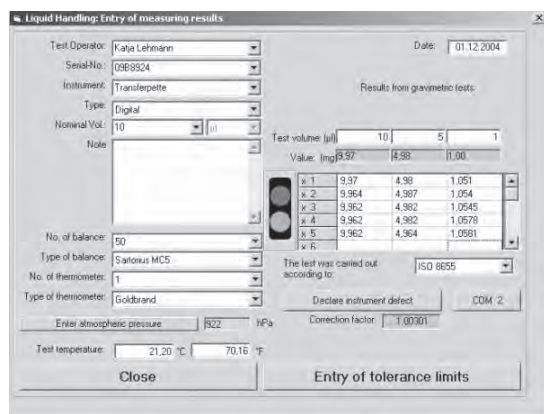 Liquid Handling: Entry of measuring results
Test Operator: Katja Lehmann
Date: 01.12.2004
Serial-No.: 09B8924
Instrument: Transferpette
Results from gravimetric tests:
Type: Digital
Nominal Vol.: 10 µl
Note
Test volume: [µl] 10 5 1
Value: [mg] 9,97 4,98 1,00
x 1 9,97 4,98 1,051
x 2 9,964 4,987 1,054
x 3 9,962 4,982 1,0545
x 4 9,962 4,982 1,0578
x 5 9,962 4,964 1,0581
x 6
No. of balance: 50
Type of balance: Sartorius MC5
The test was carried out
according to: ISO 8655
No. of thermometer: 1
Type of thermometer: Goldbrand
Declare instrument defect COM 2
Enter atmospheric pressure 922 hPa
Correction factor: 1.00301
Test temperature: 21,20 °C 70,16 °F
Close
Entry of tolerance limits